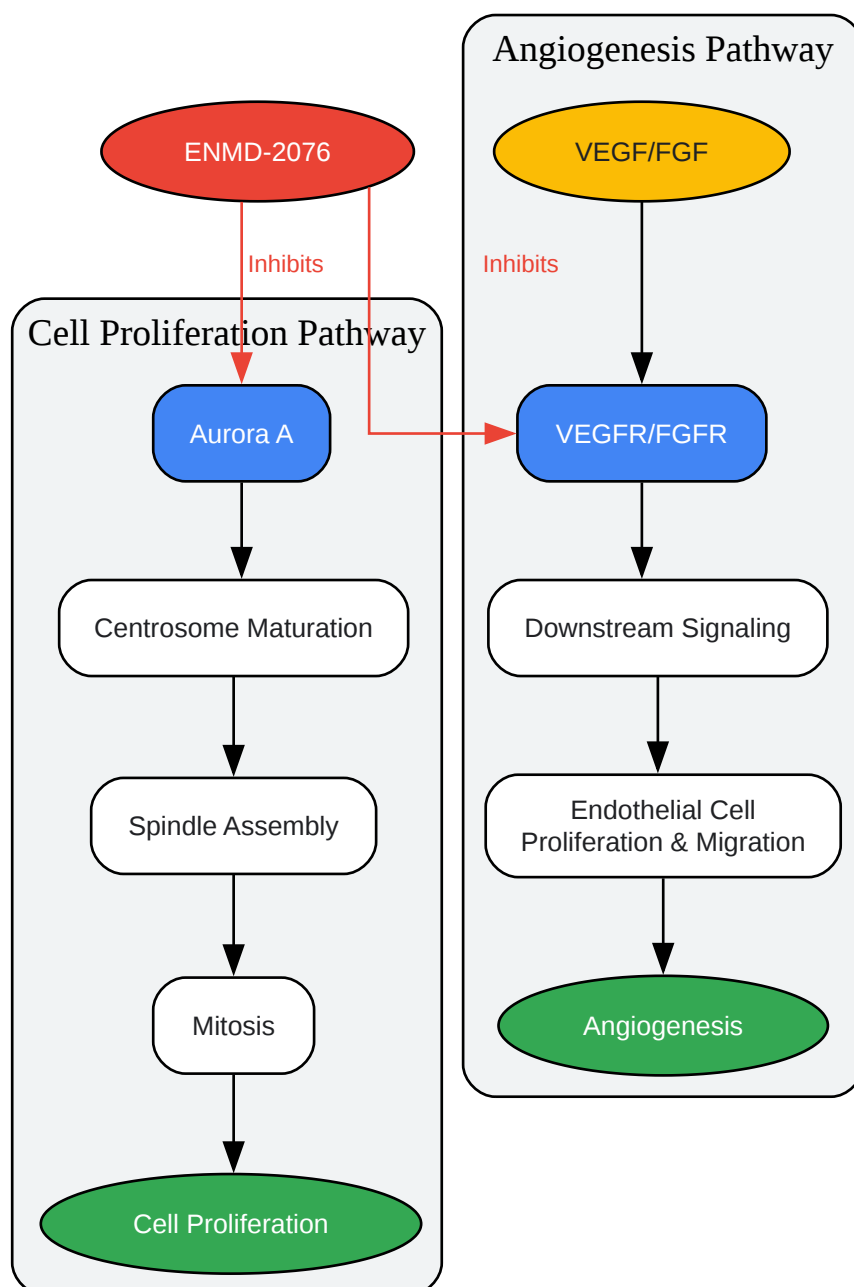 Angiogenesis Pathway
ENMD-2076
VEGF/FGF
Inhibits
Inhibits
Cell Proliferation Pathway
Aurora A
VEGFR/FGFR
Centrosome Maturation
Downstream Signaling
Spindle Assembly
Endothelial Cell
Proliferation & Migration
Mitosis
Angiogenesis
Cell Proliferation